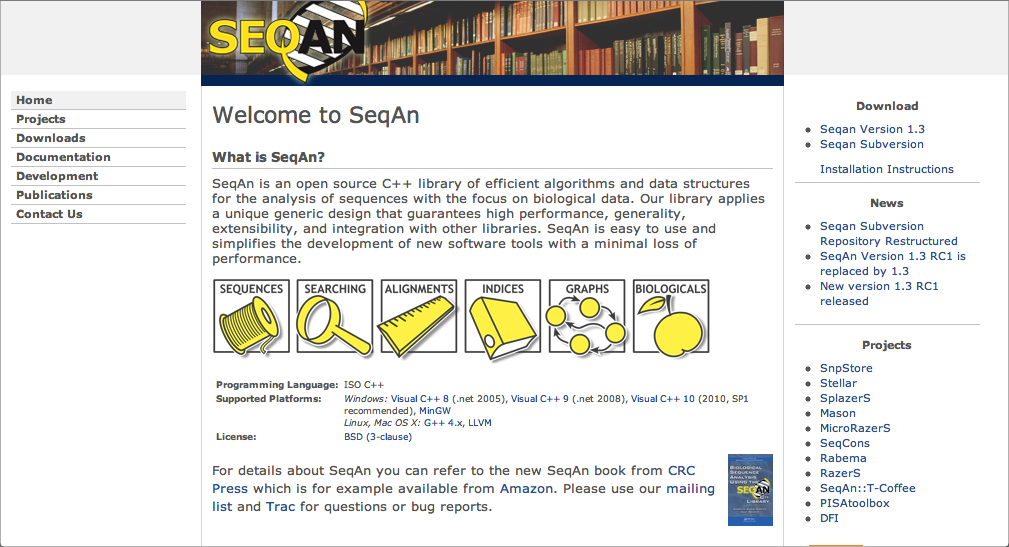 SEQAN
Home
Projects
Downloads
Documentation
Development
Publications
Contact Us
Welcome to SeqAn
What is SeqAn?
SeqAn is an open source C++ library of efficient algorithms and data structures
for the analysis of sequences with the focus on biological data. Our library applies
a unique generic design that guarantees high performance, generality,
extensibility, and integration with other libraries. SeqAn is easy to use and
simplifies the development of new software tools with a minimal loss of
performance.
SEQUENCES SEARCHING ALIGNMENTS INDICES GRAPHS BIOLOGICALS
Programming Language: ISO C++
Supported Platforms: Windows: Visual C++ 8 (.net 2005), Visual C++ 9 (.net 2008), Visual C++ 10 (2010, SP1
recommended), MinGW
Linux, Mac OS X: G++ 4.x, LLVM
License: BSD (3-clause)
For details about SeqAn you can refer to the new SeqAn book from CRC
Press which is for example available from Amazon. Please use our mailing
list and Trac for questions or bug reports.
BIOLOGICAL
SEQUENCE
ANALYSIS
USING THE
SEQAN
C++
LIBRARY
Download
Seqan Version 1.3
Seqan Subversion
Installation Instructions
News
Seqan Subversion
Repository Restructured
SeqAn Version 1.3 RC1 is
replaced by 1.3
New version 1.3 RC1
released
Projects
SnpStore
Stellar
SplazerS
Mason
MicroRazerS
SeqCons
Rabema
RazerS
SeqAn::T-Coffee
PISAtoolbox
DFI